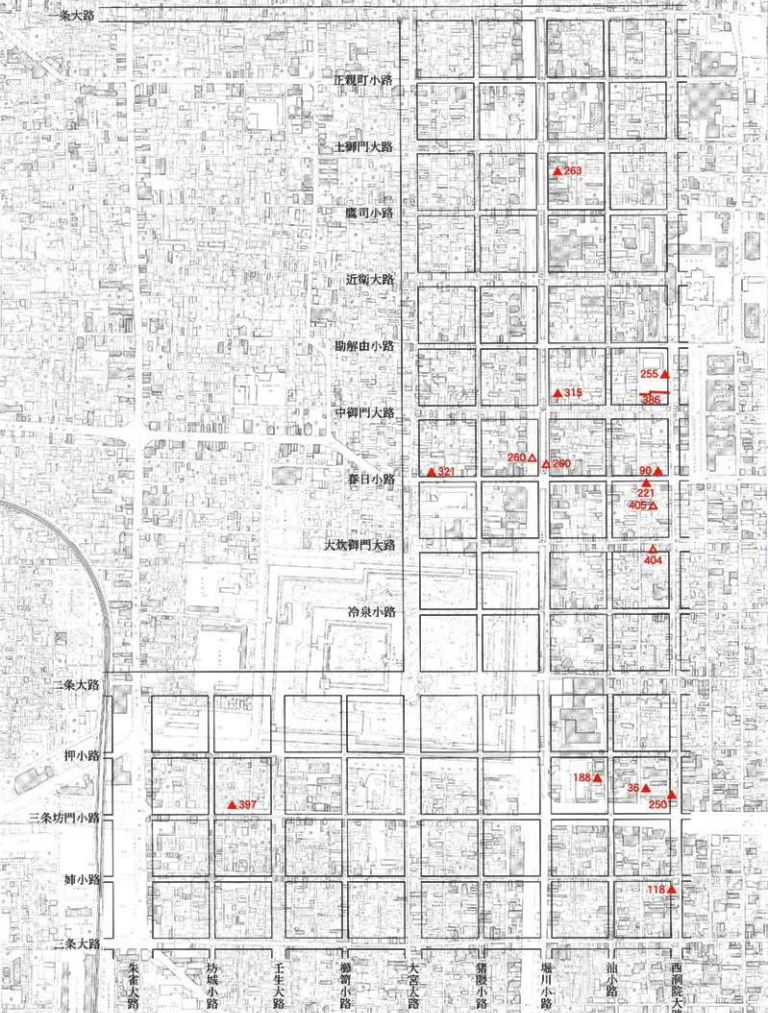 一条大路
正親町小路
土御門大路
263
鷹司小路
近衛大路
勘解由小路
255
315
386
中御門大路
260
260
321
90
春日小路
221
405
大炊御門大路
404
冷泉小路
二条大路
押小路
188
36
397
250
三条坊門小路
姉小路
118
三条大路
朱雀大路
坊城小路
壬生大路
櫛笥小路
大宮大路
猪隈小路
堀川小路
油小路
西洞院大路